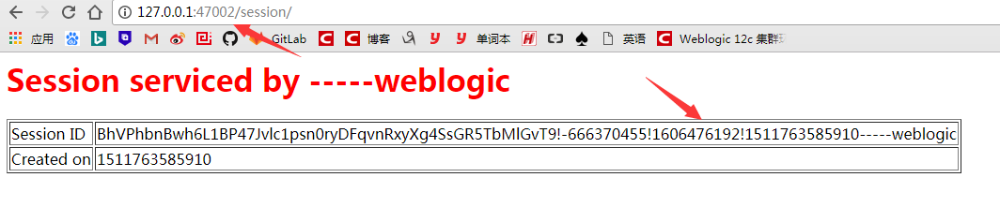 127.0.0.1:47002/session/
应用 GitLab 博客 单词本 英语 Weblogic 12c 集群
Session serviced by -----weblogic
Session ID BhVPhbnBwh6L1BP47Jvlc1psn0ryDFqvnRxyXg4SsGR5TbMlGvT9!-666370455!1606476192!1511763585910-----weblogic
Created on 1511763585910